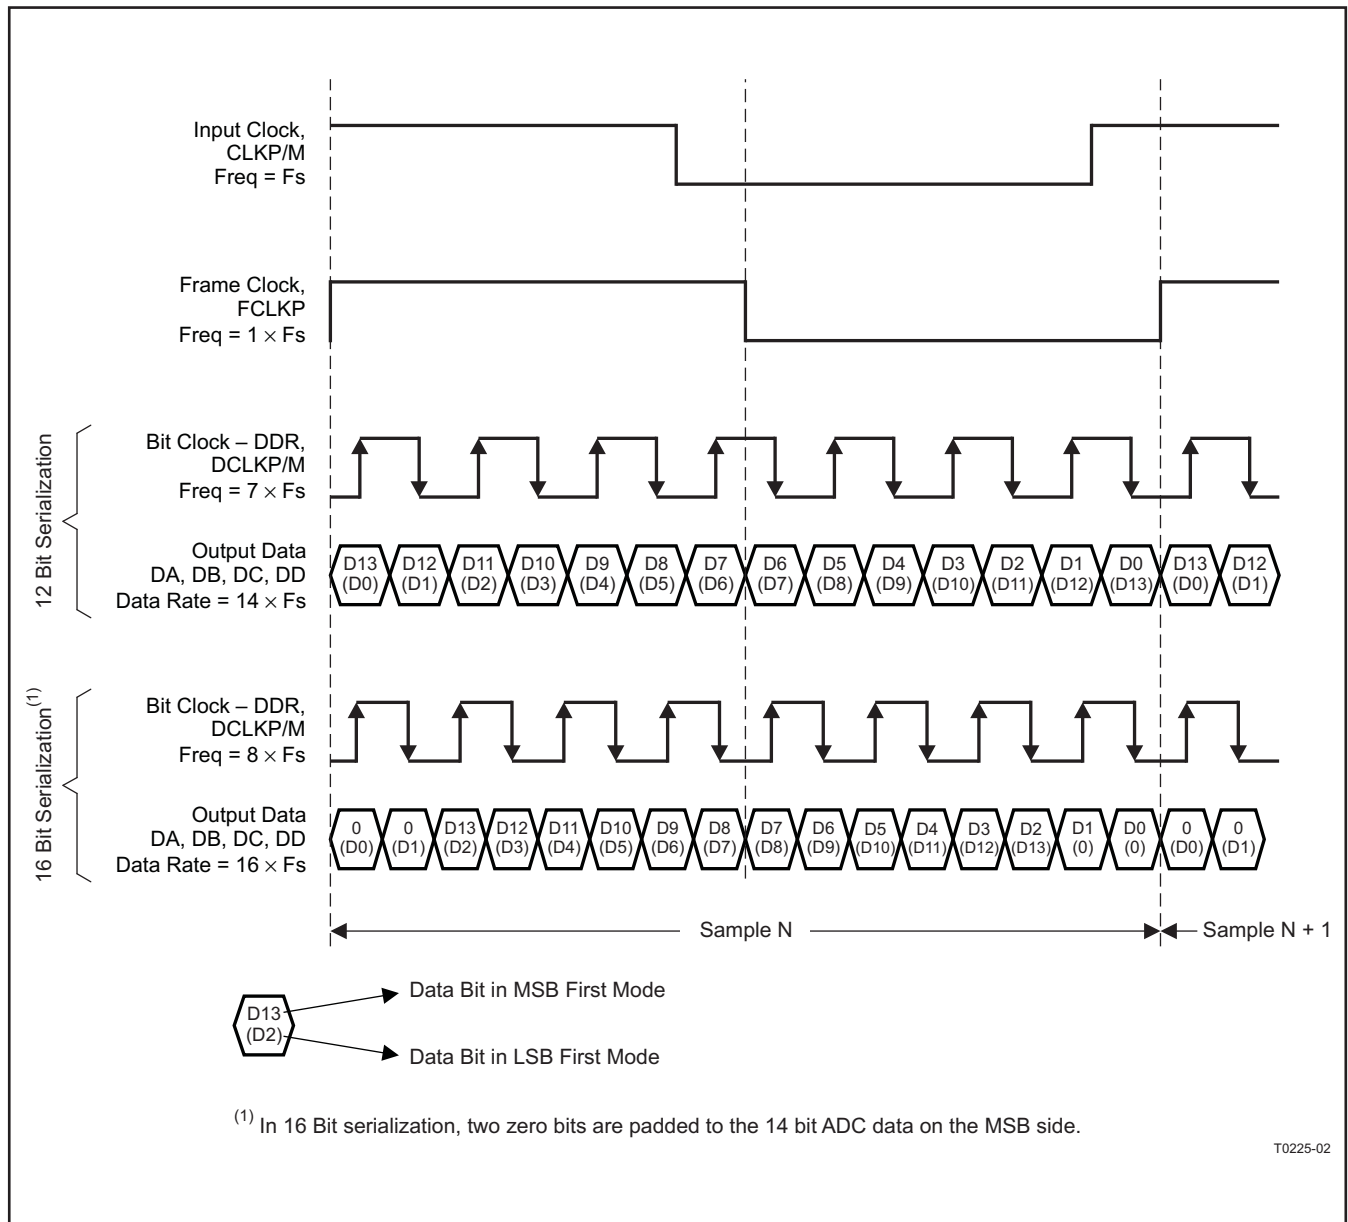 Input Clock,
CLKP/M
Freq = Fs
Frame Clock,
FCLKP
Freq = 1 × Fs
12 Bit Serialization
Bit Clock – DDR,
DCLKP/M
Freq = 7 × Fs
Output Data
DA, DB, DC, DD
Data Rate = 14 × Fs
D13 D12 D11 D10 D9 D8 D7 D6 D5 D4 D3 D2 D1 D0 D13 D12
(D0) (D1) (D2) (D3) (D4) (D5) (D6) (D7) (D8) (D9) (D10) (D11) (D12) (D13) (D0) (D1)
16 Bit Serialization(1)
Bit Clock – DDR,
DCLKP/M
Freq = 8 × Fs
Output Data
DA, DB, DC, DD
Data Rate = 16 × Fs
0 0 D13 D12 D11 D10 D9 D8 D7 D6 D5 D4 D3 D2 D1 D0 0 0
(D0) (D1) (D2) (D3) (D4) (D5) (D6) (D7) (D8) (D9) (D10) (D11) (D12) (D13) (0) (0) (D0) (D1)
Sample N
Sample N + 1
D13
(D2)
Data Bit in MSB First Mode
Data Bit in LSB First Mode
(1) In 16 Bit serialization, two zero bits are padded to the 14 bit ADC data on the MSB side.
T0225-02